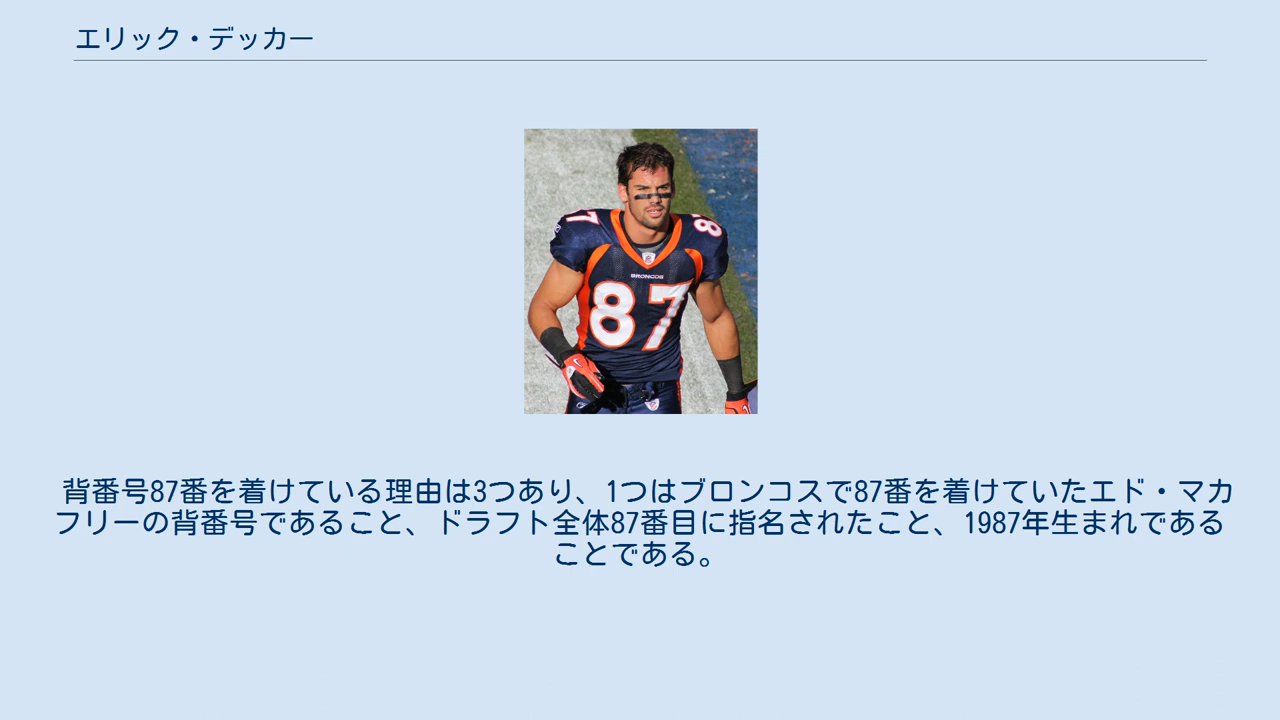 エリック・デッカー
87
BRONCOS
87
背番号87番を着けている理由は3つあり、1つはブロンコスで87番を着けていたエド・マカ
フリーの背番号であること、ドラフト全体87番目に指名されたこと、1987年生まれである
ことである。